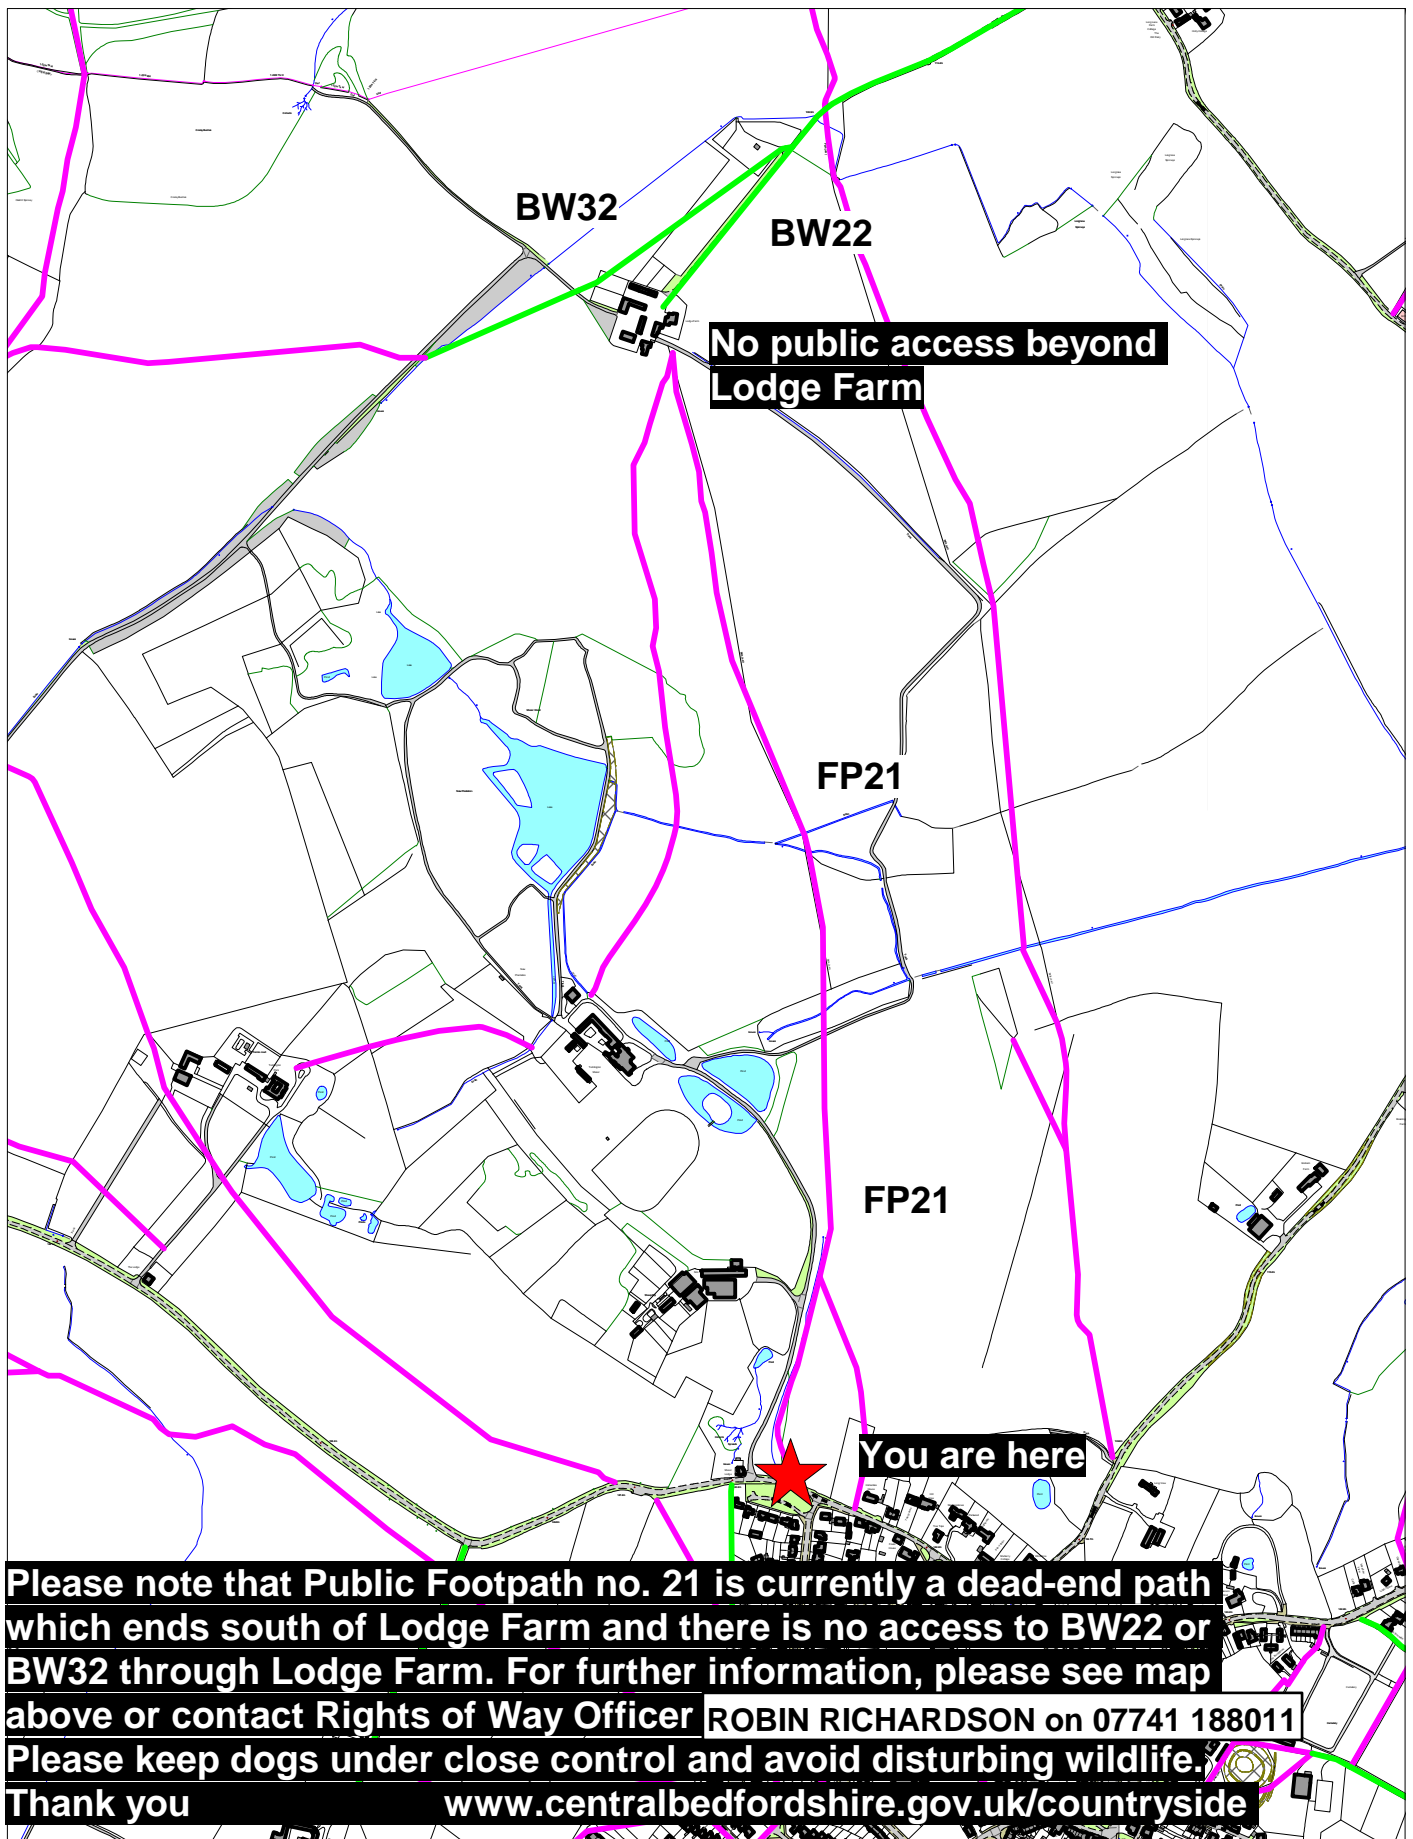 BW32
BW22
No public access beyond
Lodge Farm
FP21
FP21
You are here
Please note that Public Footpath no. 21 is currently a dead-end path
which ends south of Lodge Farm and there is no access to BW22 or
BW32 through Lodge Farm. For further information, please see map
above or contact Rights of Way Officer ROBIN RICHARDSON on 07741 188011
Please keep dogs under close control and avoid disturbing wildlife.
Thank you www.centralbedfordshire.gov.uk/countryside